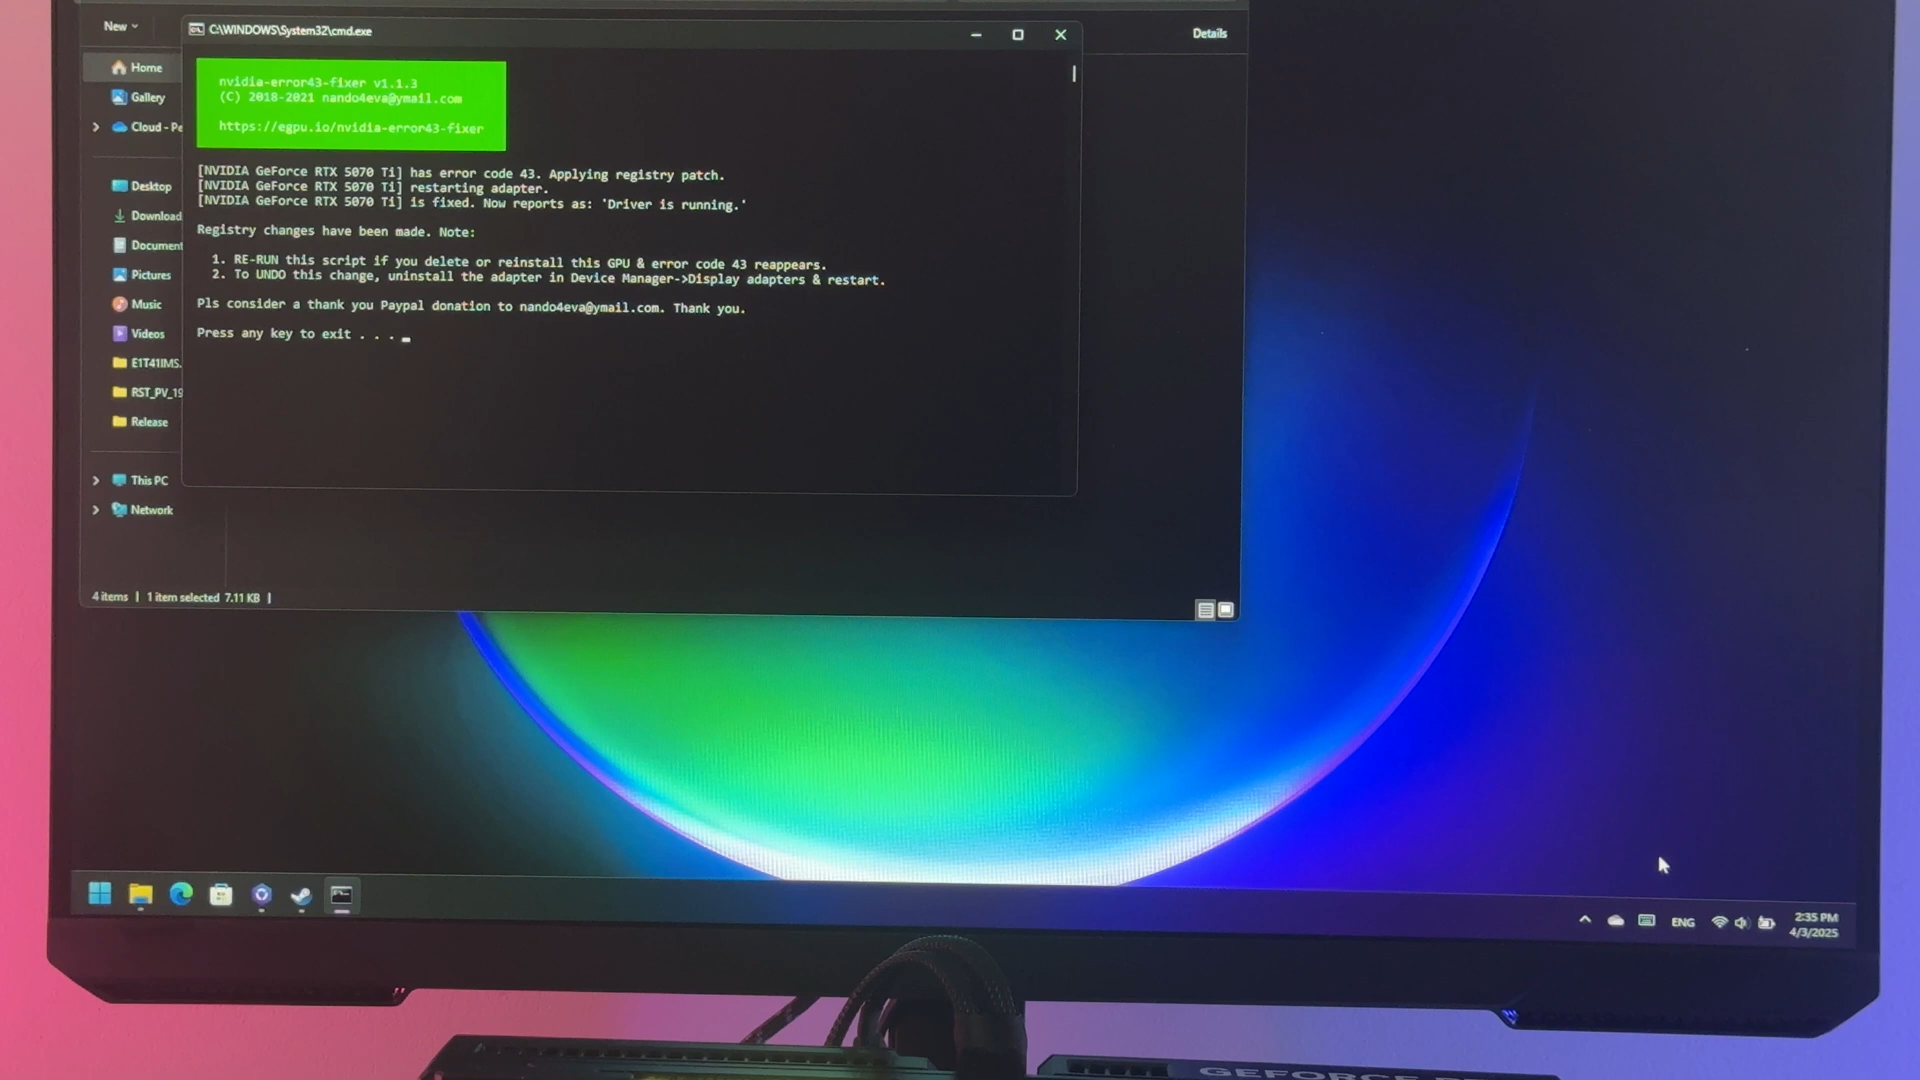 New
C:\WINDOWS\System32\cmd.exe
Details
Home
Gallery
Cloud - Pe
Desktop
Download
Document
Pictures
Music
Videos
E1T41IMS.
RST_PV_19
Release
This PC
Network
nvidia-error43-fixer v1.1.3
(C) 2018-2021 nando4eva@ymail.com
https://egpu.io/nvidia-error43-fixer
[NVIDIA GeForce RTX 5070 Ti] has error code 43. Applying registry patch.
[NVIDIA GeForce RTX 5070 Ti] restarting adapter.
[NVIDIA GeForce RTX 5070 Ti] is fixed. Now reports as: 'Driver is running.'
Registry changes have been made. Note:
1. RE-RUN this script if you delete or reinstall this GPU & error code 43 reappears.
2. To UNDO this change, uninstall the adapter in Device Manager->Display adapters & restart.
Pls consider a thank you Paypal donation to nando4eva@ymail.com. Thank you.
Press any key to exit . . .
4 items | 1 item selected 7.11 KB |
ENG
2:35 PM
4/3/2025
GEFORCE